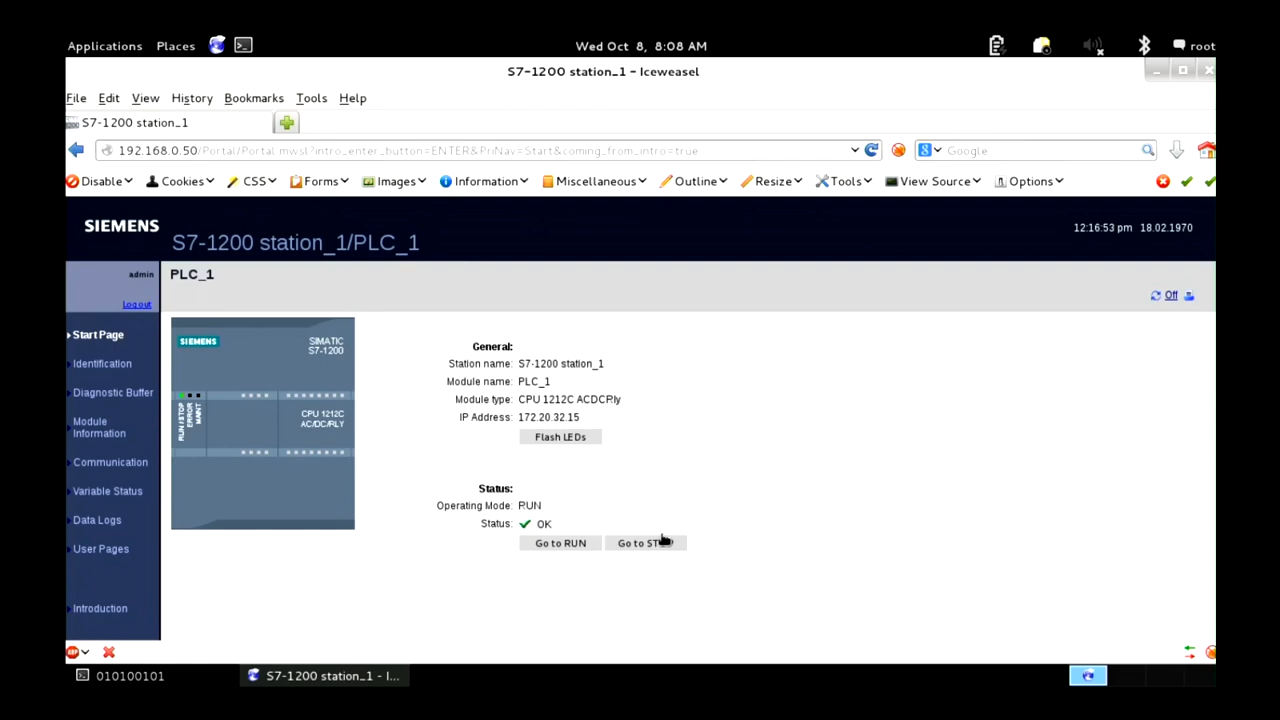 Applications Places Wed Oct 8, 8:08 AM root
S7-1200 station_1 - Iceweasel
File Edit View History Bookmarks Tools Help
S7-1200 station_1
192.168.0.50/Portal/Portal.mwsl?intro_enter_button=ENTER&PriNav=Start&coming_from_intro=true Google
Disable Cookies CSS Forms Images Information Miscellaneous Outline Resize Tools View Source Options
SIEMENS
S7-1200 station_1/PLC_1
12:16:53 pm 18.02.1970
admin
Log out
PLC_1
Off
Start Page
Identification
Diagnostic Buffer
Module
Information
Communication
Variable Status
Data Logs
User Pages
Introduction
SIEMENS
SIMATIC
S7-1200
RUN / STOP
ERROR
MAINT
CPU 1212C
AC/DC/RLY
General:
Station name: S7-1200 station_1
Module name: PLC_1
Module type: CPU 1212C ACDCRly
IP Address: 172.20.32.15
Flash LEDs
Status:
Operating Mode: RUN
Status: OK
Go to RUN Go to
ABP
010100101 S7-1200 station_1 - I...